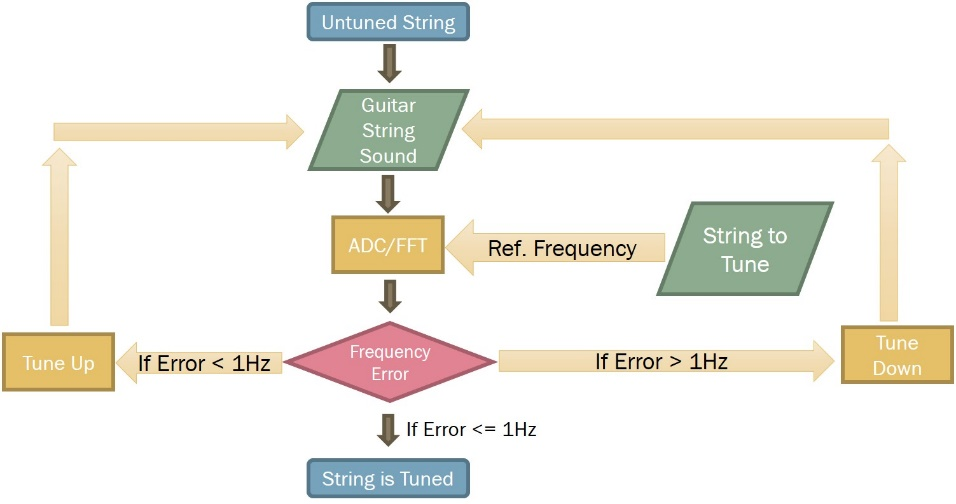 Untuned String
Guitar
String
Sound
ADC/FFT
Ref. Frequency
String to
Tune
Tune Up
If Error < 1Hz
Frequency
Error
If Error > 1Hz
Tune
Down
If Error <= 1Hz
String is Tuned